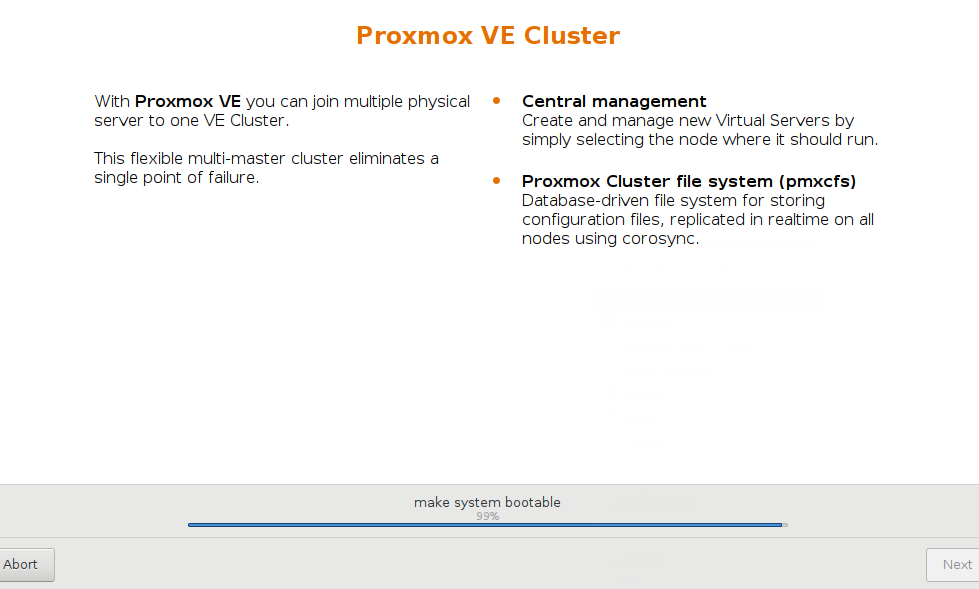 Proxmox VE Cluster
With Proxmox VE you can join multiple physical
server to one VE Cluster.
This flexible multi-master cluster eliminates a
single point of failure.
Central management
Create and manage new Virtual Servers by
simply selecting the node where it should run.
Proxmox Cluster file system (pmxcfs)
Database-driven file system for storing
configuration files, replicated in realtime on all
nodes using corosync.
make system bootable
99%
Abort
Next